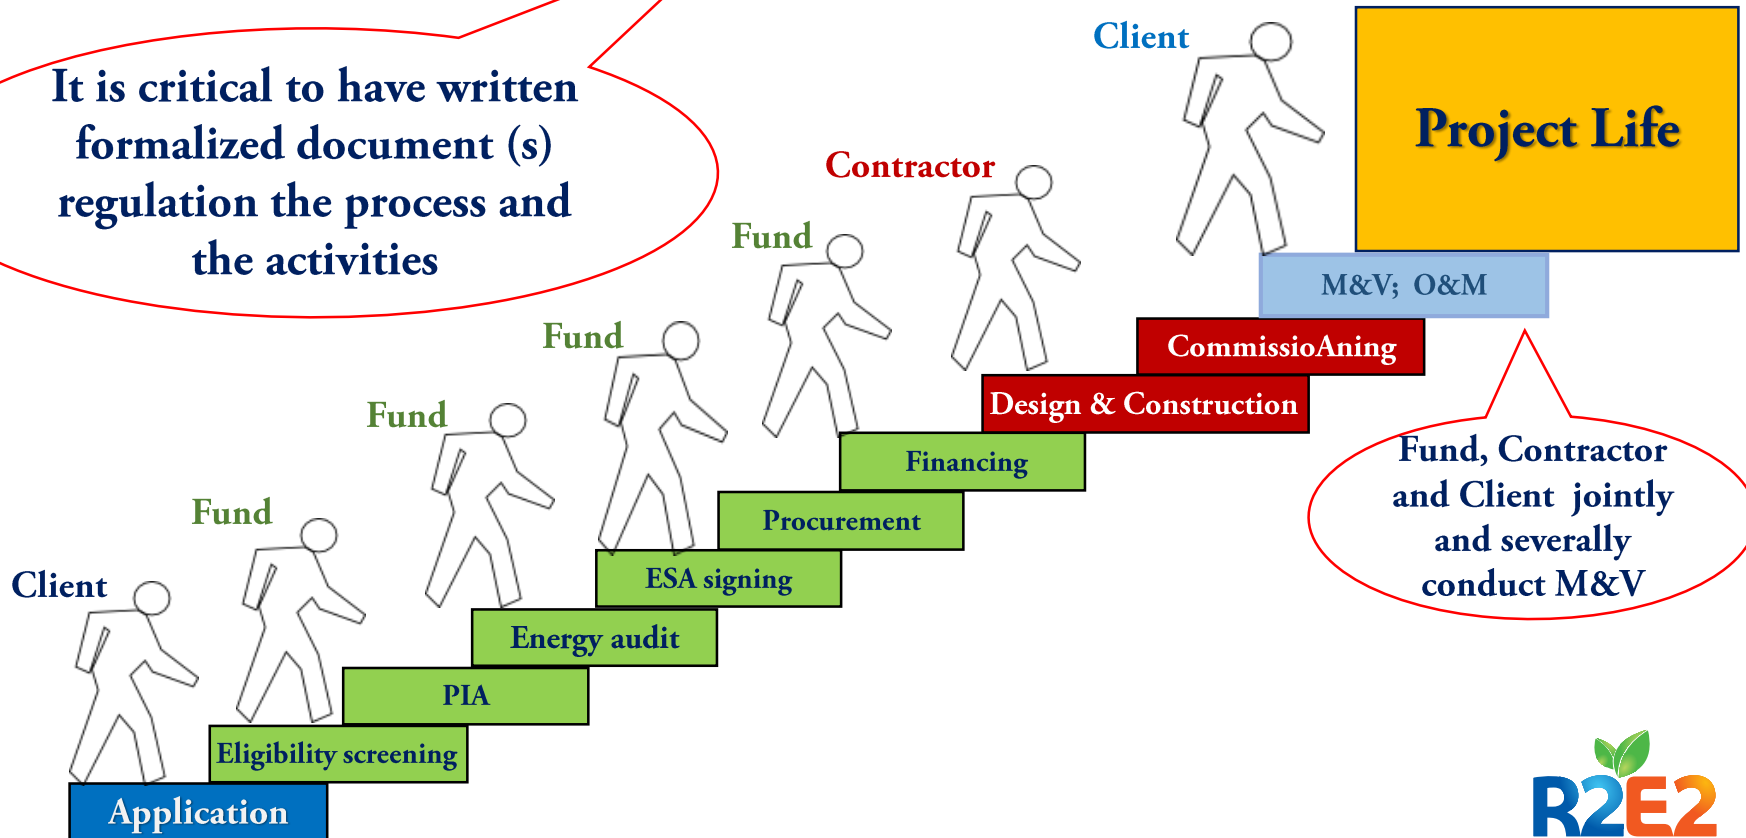 It is critical to have written
formalized document (s)
regulation the process and
the activities
Client
Project Life
Contractor
Fund
M&V; O&M
Fund
CommissioAning
Design & Construction
Fund
Financing
Fund, Contractor
and Client jointly
and severally
conduct M&V
Fund
Procurement
Client
ESA signing
Energy audit
PIA
Eligibility screening
Application
R2E2